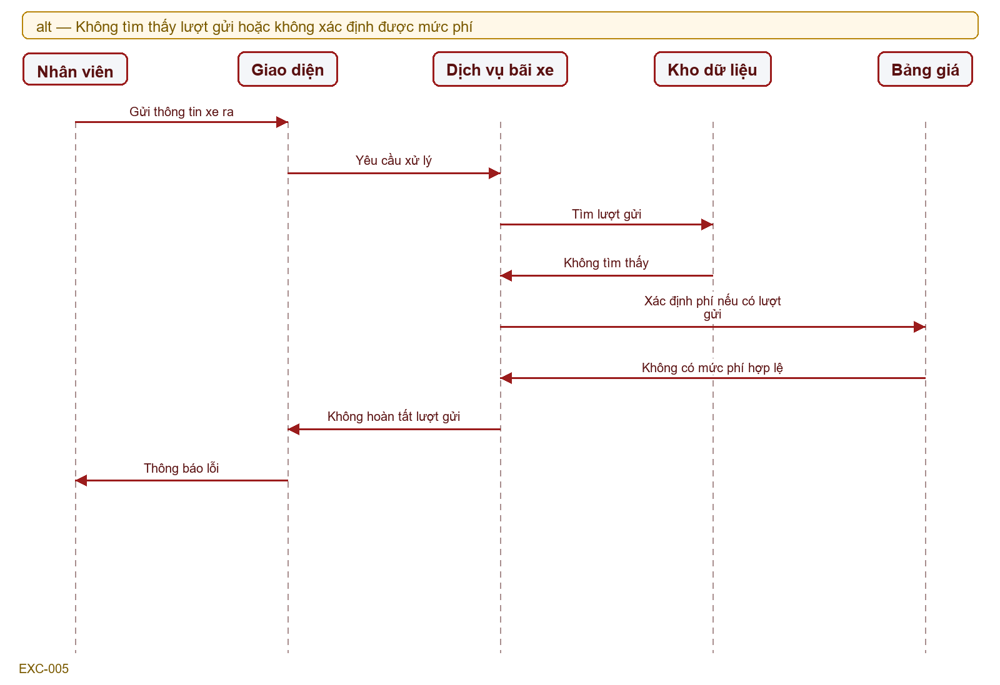 alt — Không tìm thấy lượt gửi hoặc không xác định được mức phí
Nhân viên
Giao diện
Dịch vụ bãi xe
Kho dữ liệu
Bảng giá
Gửi thông tin xe ra
Yêu cầu xử lý
Tìm lượt gửi
Không tìm thấy
Xác định phí nếu có lượt
gửi
Không có mức phí hợp lệ
Không hoàn tất lượt gửi
Thông báo lỗi
EXC-005